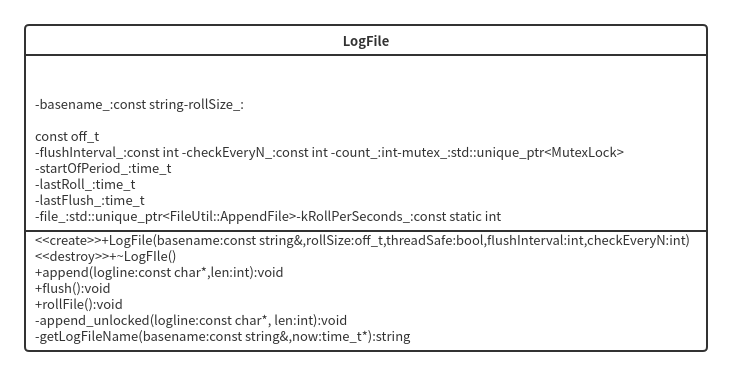 LogFile
-basename_:const string-rollSize_:
const off_t
-flushInterval_:const int -checkEveryN_:const int -count_:int-mutex_:std::unique_ptr<MutexLock>
-startOfPeriod_:time_t
-lastRoll_:time_t
-lastFlush_:time_t
-file_:std::unique_ptr<FileUtil::AppendFile>-kRollPerSeconds_:const static int
<<create>>+LogFile(basename:const string&,rollSize:off_t,threadSafe:bool,flushInterval:int,checkEveryN:int)
<<destroy>>+~LogFIle()
+append(logline:const char*,len:int):void
+flush():void
+rollFile():void
-append_unlocked(logline:const char*, len:int):void
-getLogFileName(basename:const string&,now:time_t*):string